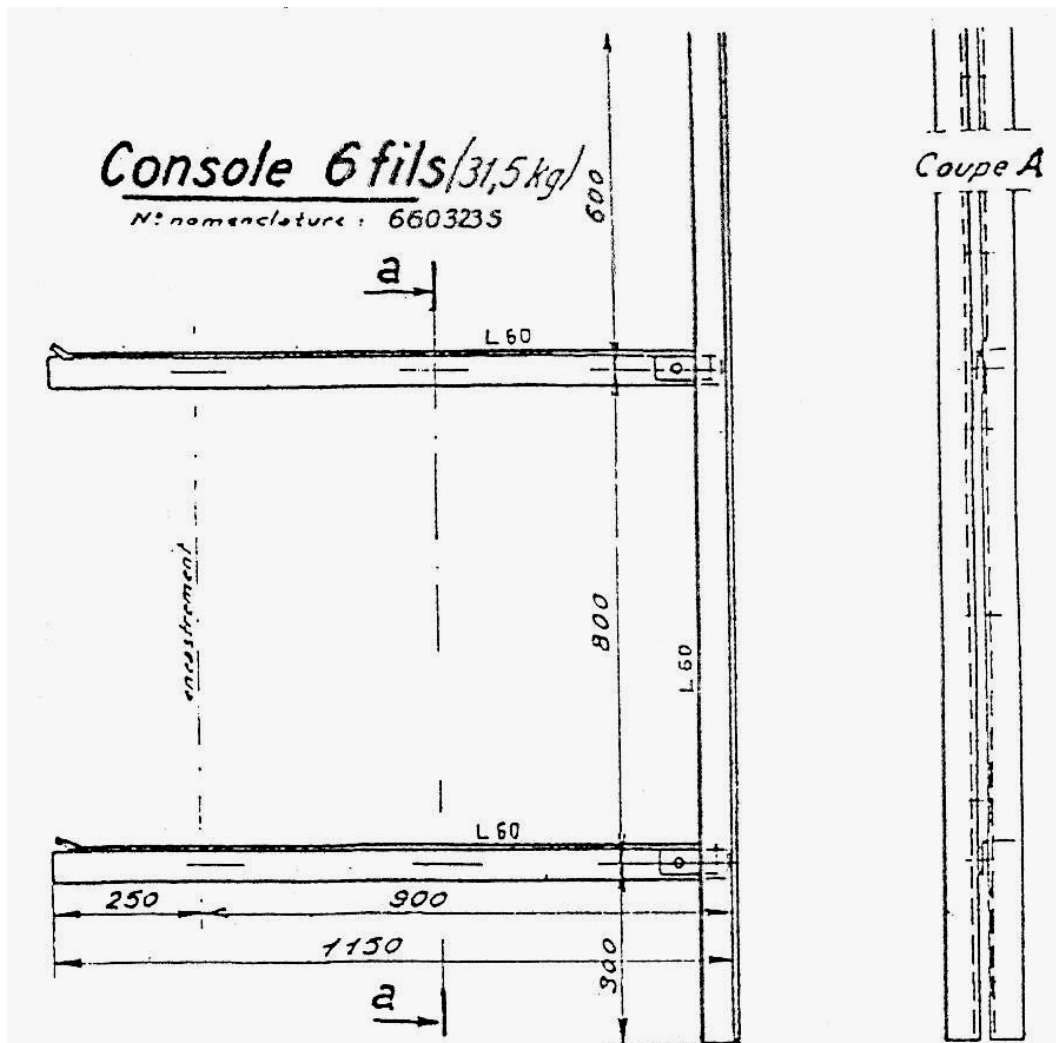 Console 6 fils (31,5 kg)
N° nomenclature : 6603235
Coupe A
600
a
L 60
encastrement
800
L 60
L 60
250
900
1150
300
a